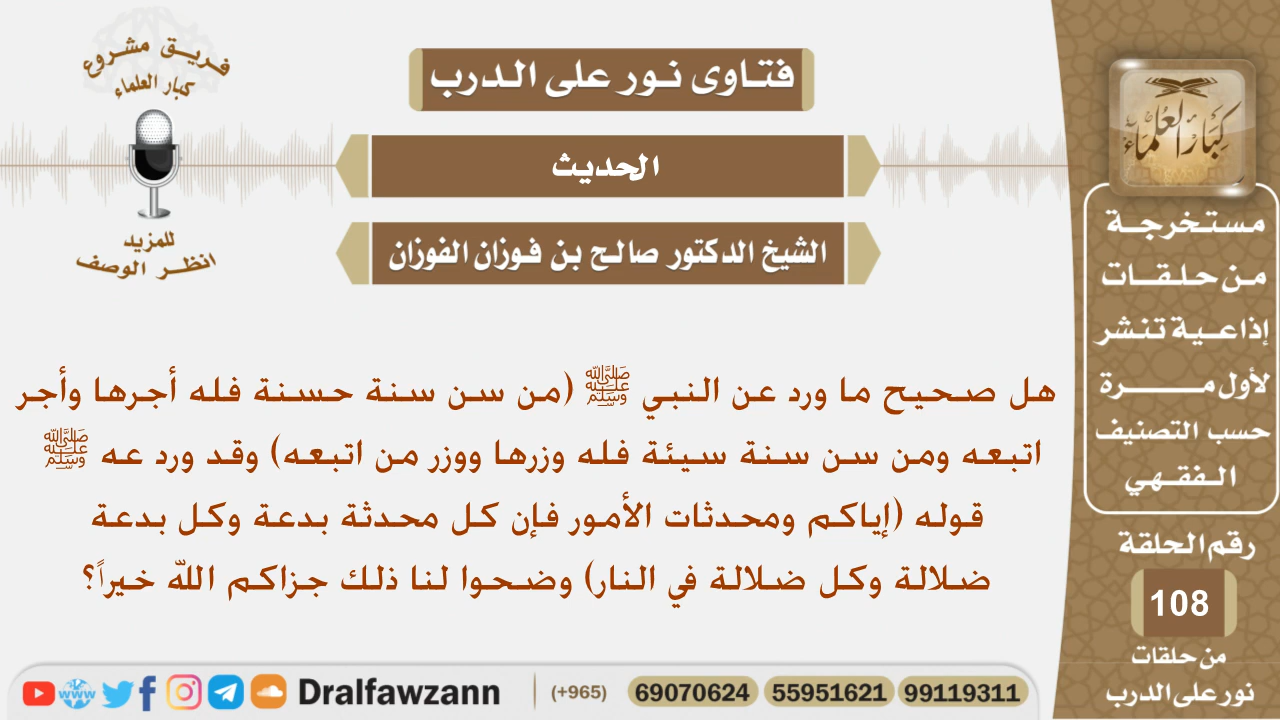 فريق مشروع
كبار العلماء
للمزيد
انظر الوصف
فتاوى نور على الدرب
الحديث
الشيخ الدكتور صالح بن فوزان الفوزان
هل صحيح ما ورد عن النبي ﷺ (من سن سنة حسنة فله أجرها وأجر
اتبعه ومن سن سنة سيئة فله وزرها ووزر من اتبعه) وقد ورد عه ﷺ
قوله (إياكم ومحدثات الأمور فإن كل محدثة بدعة وكل بدعة
ضلالة وكل ضلالة في النار) وضحوا لنا ذلك جزاكم الله خيراً؟
كبار العلماء
مستخرجة
من حلقات
إذاعية تنشر
لأول مرة
حسب التصنيف
الفقهي
رقم الحلقة
108
من حلقات
نور على الدرب
www Dralfawzann (+965) 69070624 55951621 99119311